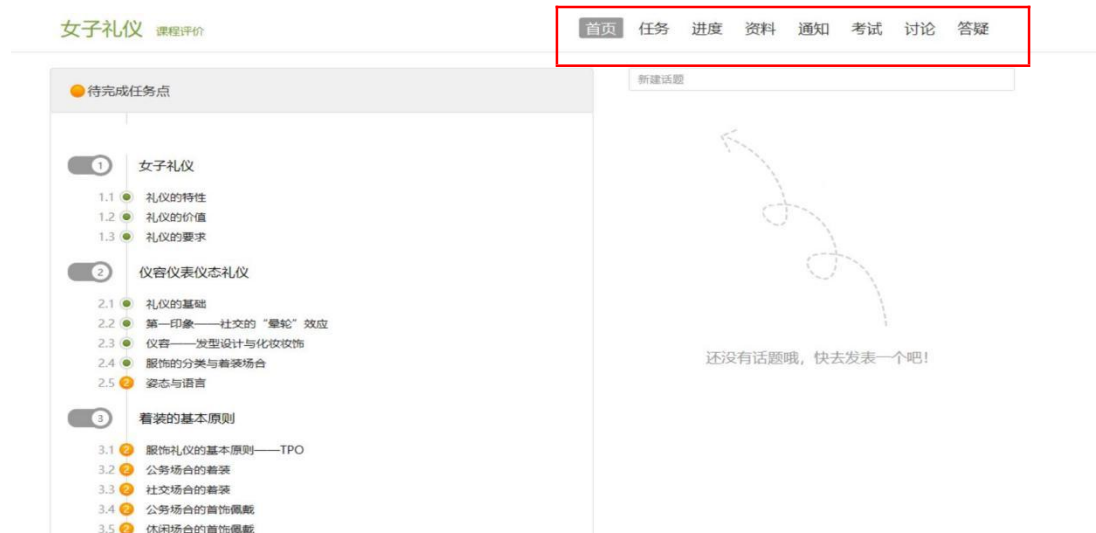 女子礼仪 课程评价
首页 任务 进度 资料 通知 考试 讨论 答疑
待完成任务点
1 女子礼仪
1.1 礼仪的特性
1.2 礼仪的价值
1.3 礼仪的要求
2 仪容仪表仪态礼仪
2.1 礼仪的基础
2.2 第一印象——社交的“晕轮”效应
2.3 仪容——发型设计与化妆妆饰
2.4 服饰的分类与着装场合
2.5 2 姿态与语言
3 着装的基本原则
3.1 2 服饰礼仪的基本原则——TPO
3.2 2 公务场合的着装
3.3 2 社交场合的着装
3.4 2 公务场合的首饰佩戴
3.5 2 休闲场合的首饰佩戴
新建话题
还没有话题哦，快去发表一个吧！